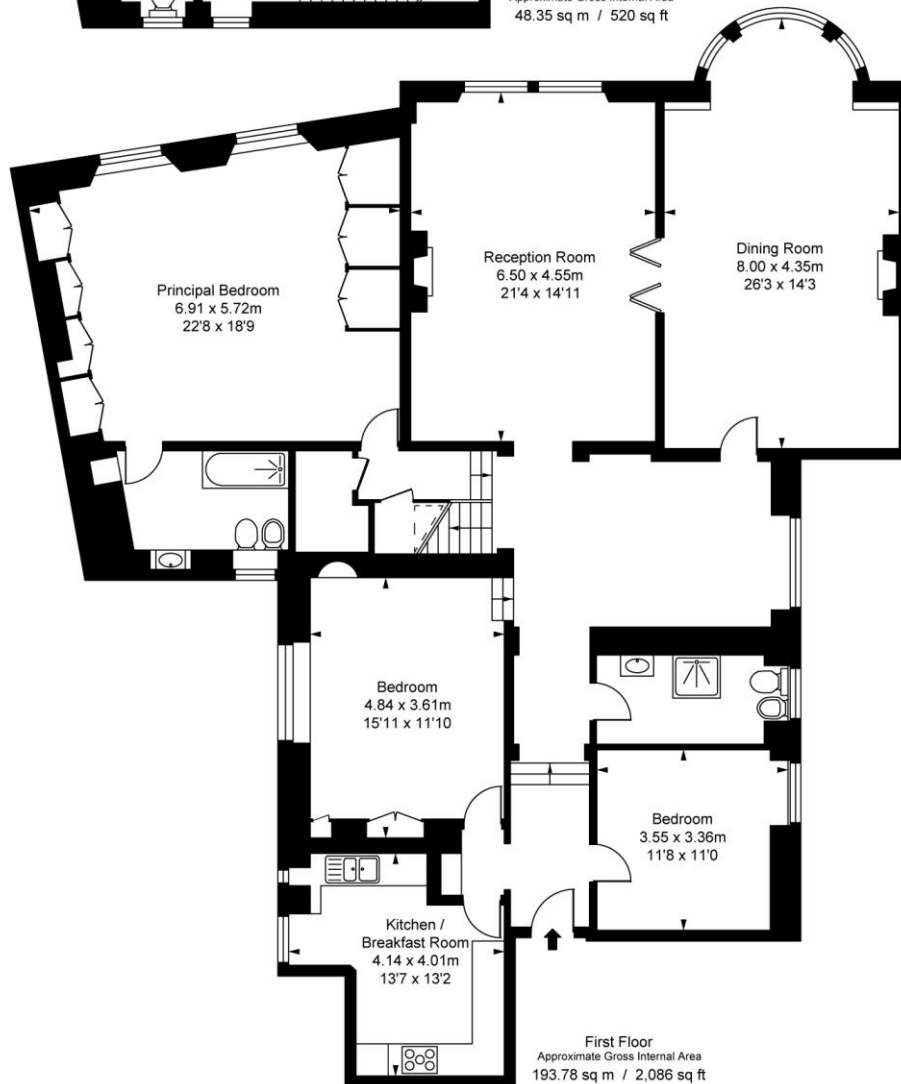 Approximate Gross Internal Area
48.35 sq m / 520 sq ft
Reception Room
6.50 x 4.55m
21'4 x 14'11
Dining Room
8.00 x 4.35m
26'3 x 14'3
Principal Bedroom
6.91 x 5.72m
22'8 x 18'9
Bedroom
4.84 x 3.61m
15'11 x 11'10
Bedroom
3.55 x 3.36m
11'8 x 11'0
Kitchen /
Breakfast Room
4.14 x 4.01m
13'7 x 13'2
First Floor
Approximate Gross Internal Area
193.78 sq m / 2,086 sq ft